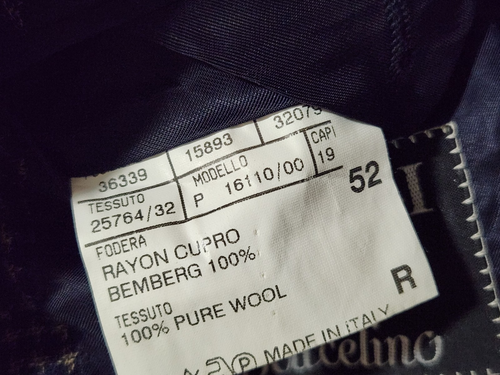 36339 15893 32079
TESSUTO MODELLO CAPI
25764/32 P 16110/00 19
52
FODERA
RAYON CUPRO
BEMBERG 100%
TESSUTO
100% PURE WOOL
R
P MADE IN iTALY